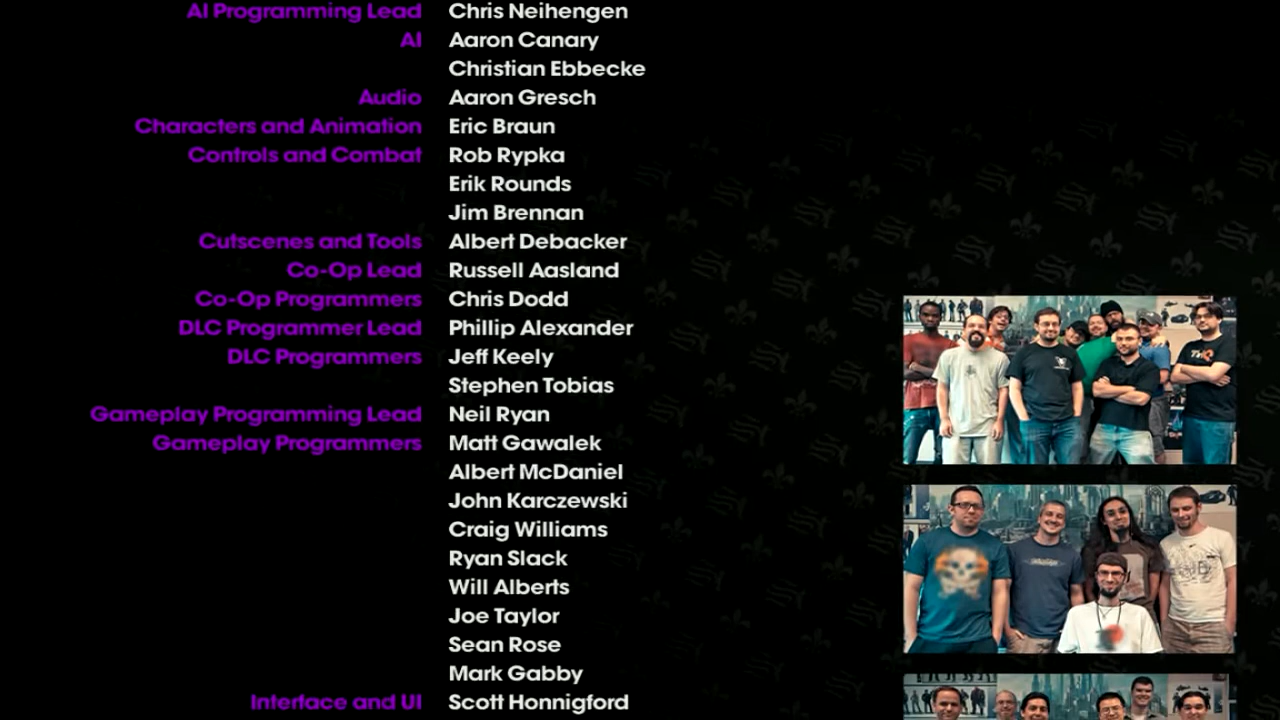 AI Programming Lead Chris Neihengen
AI Aaron Canary
Christian Ebbecke
Audio Aaron Gresch
Characters and Animation Eric Braun
Controls and Combat Rob Rypka
Erik Rounds
Jim Brennan
Cutscenes and Tools Albert Debacker
Co-Op Lead Russell Aasland
Co-Op Programmers Chris Dodd
DLC Programmer Lead Phillip Alexander
DLC Programmers Jeff Keely
Stephen Tobias
Gameplay Programming Lead Neil Ryan
Gameplay Programmers Matt Gawalek
Albert McDaniel
John Karczewski
Craig Williams
Ryan Slack
Will Alberts
Joe Taylor
Sean Rose
Mark Gabby
Interface and UI Scott Honnigford
THQ